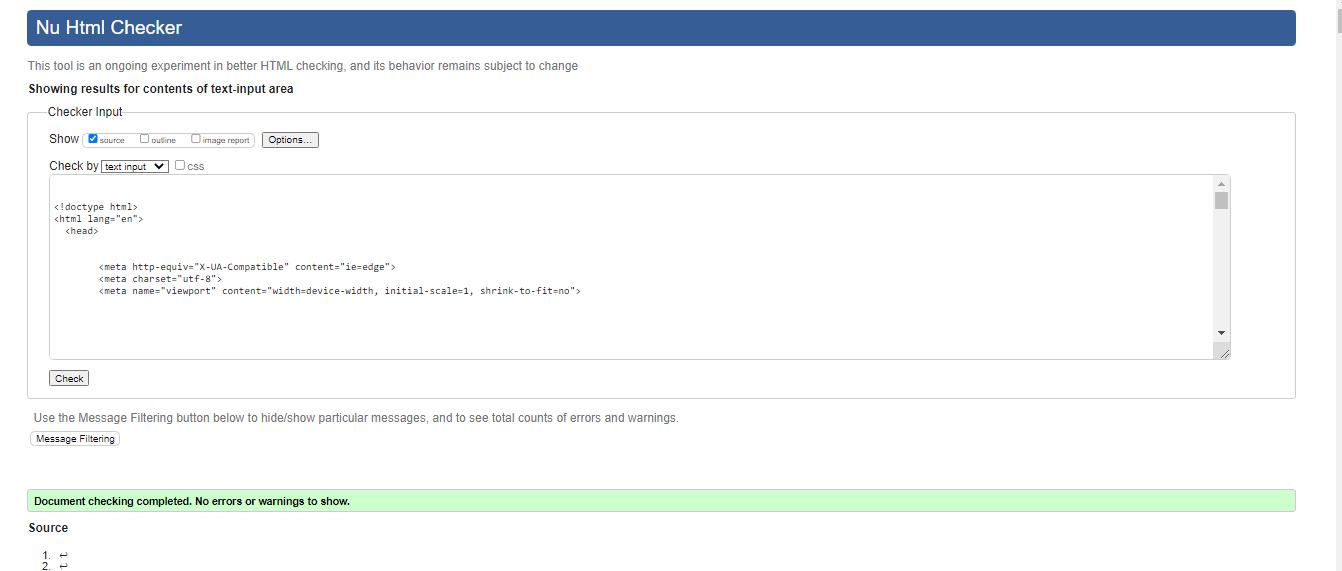 Nu Html Checker
This tool is an ongoing experiment in better HTML checking, and its behavior remains subject to change
Showing results for contents of text-input area
Checker Input
Show source outline image report Options...
Check by text input css
<!doctype html>
<html lang="en">
<head>
<meta http-equiv="X-UA-Compatible" content="ie=edge">
<meta charset="utf-8">
<meta name="viewport" content="width=device-width, initial-scale=1, shrink-to-fit=no">
Check
Use the Message Filtering button below to hide/show particular messages, and to see total counts of errors and warnings.
Message Filtering
Document checking completed. No errors or warnings to show.
Source
1. ↩
2. ↩